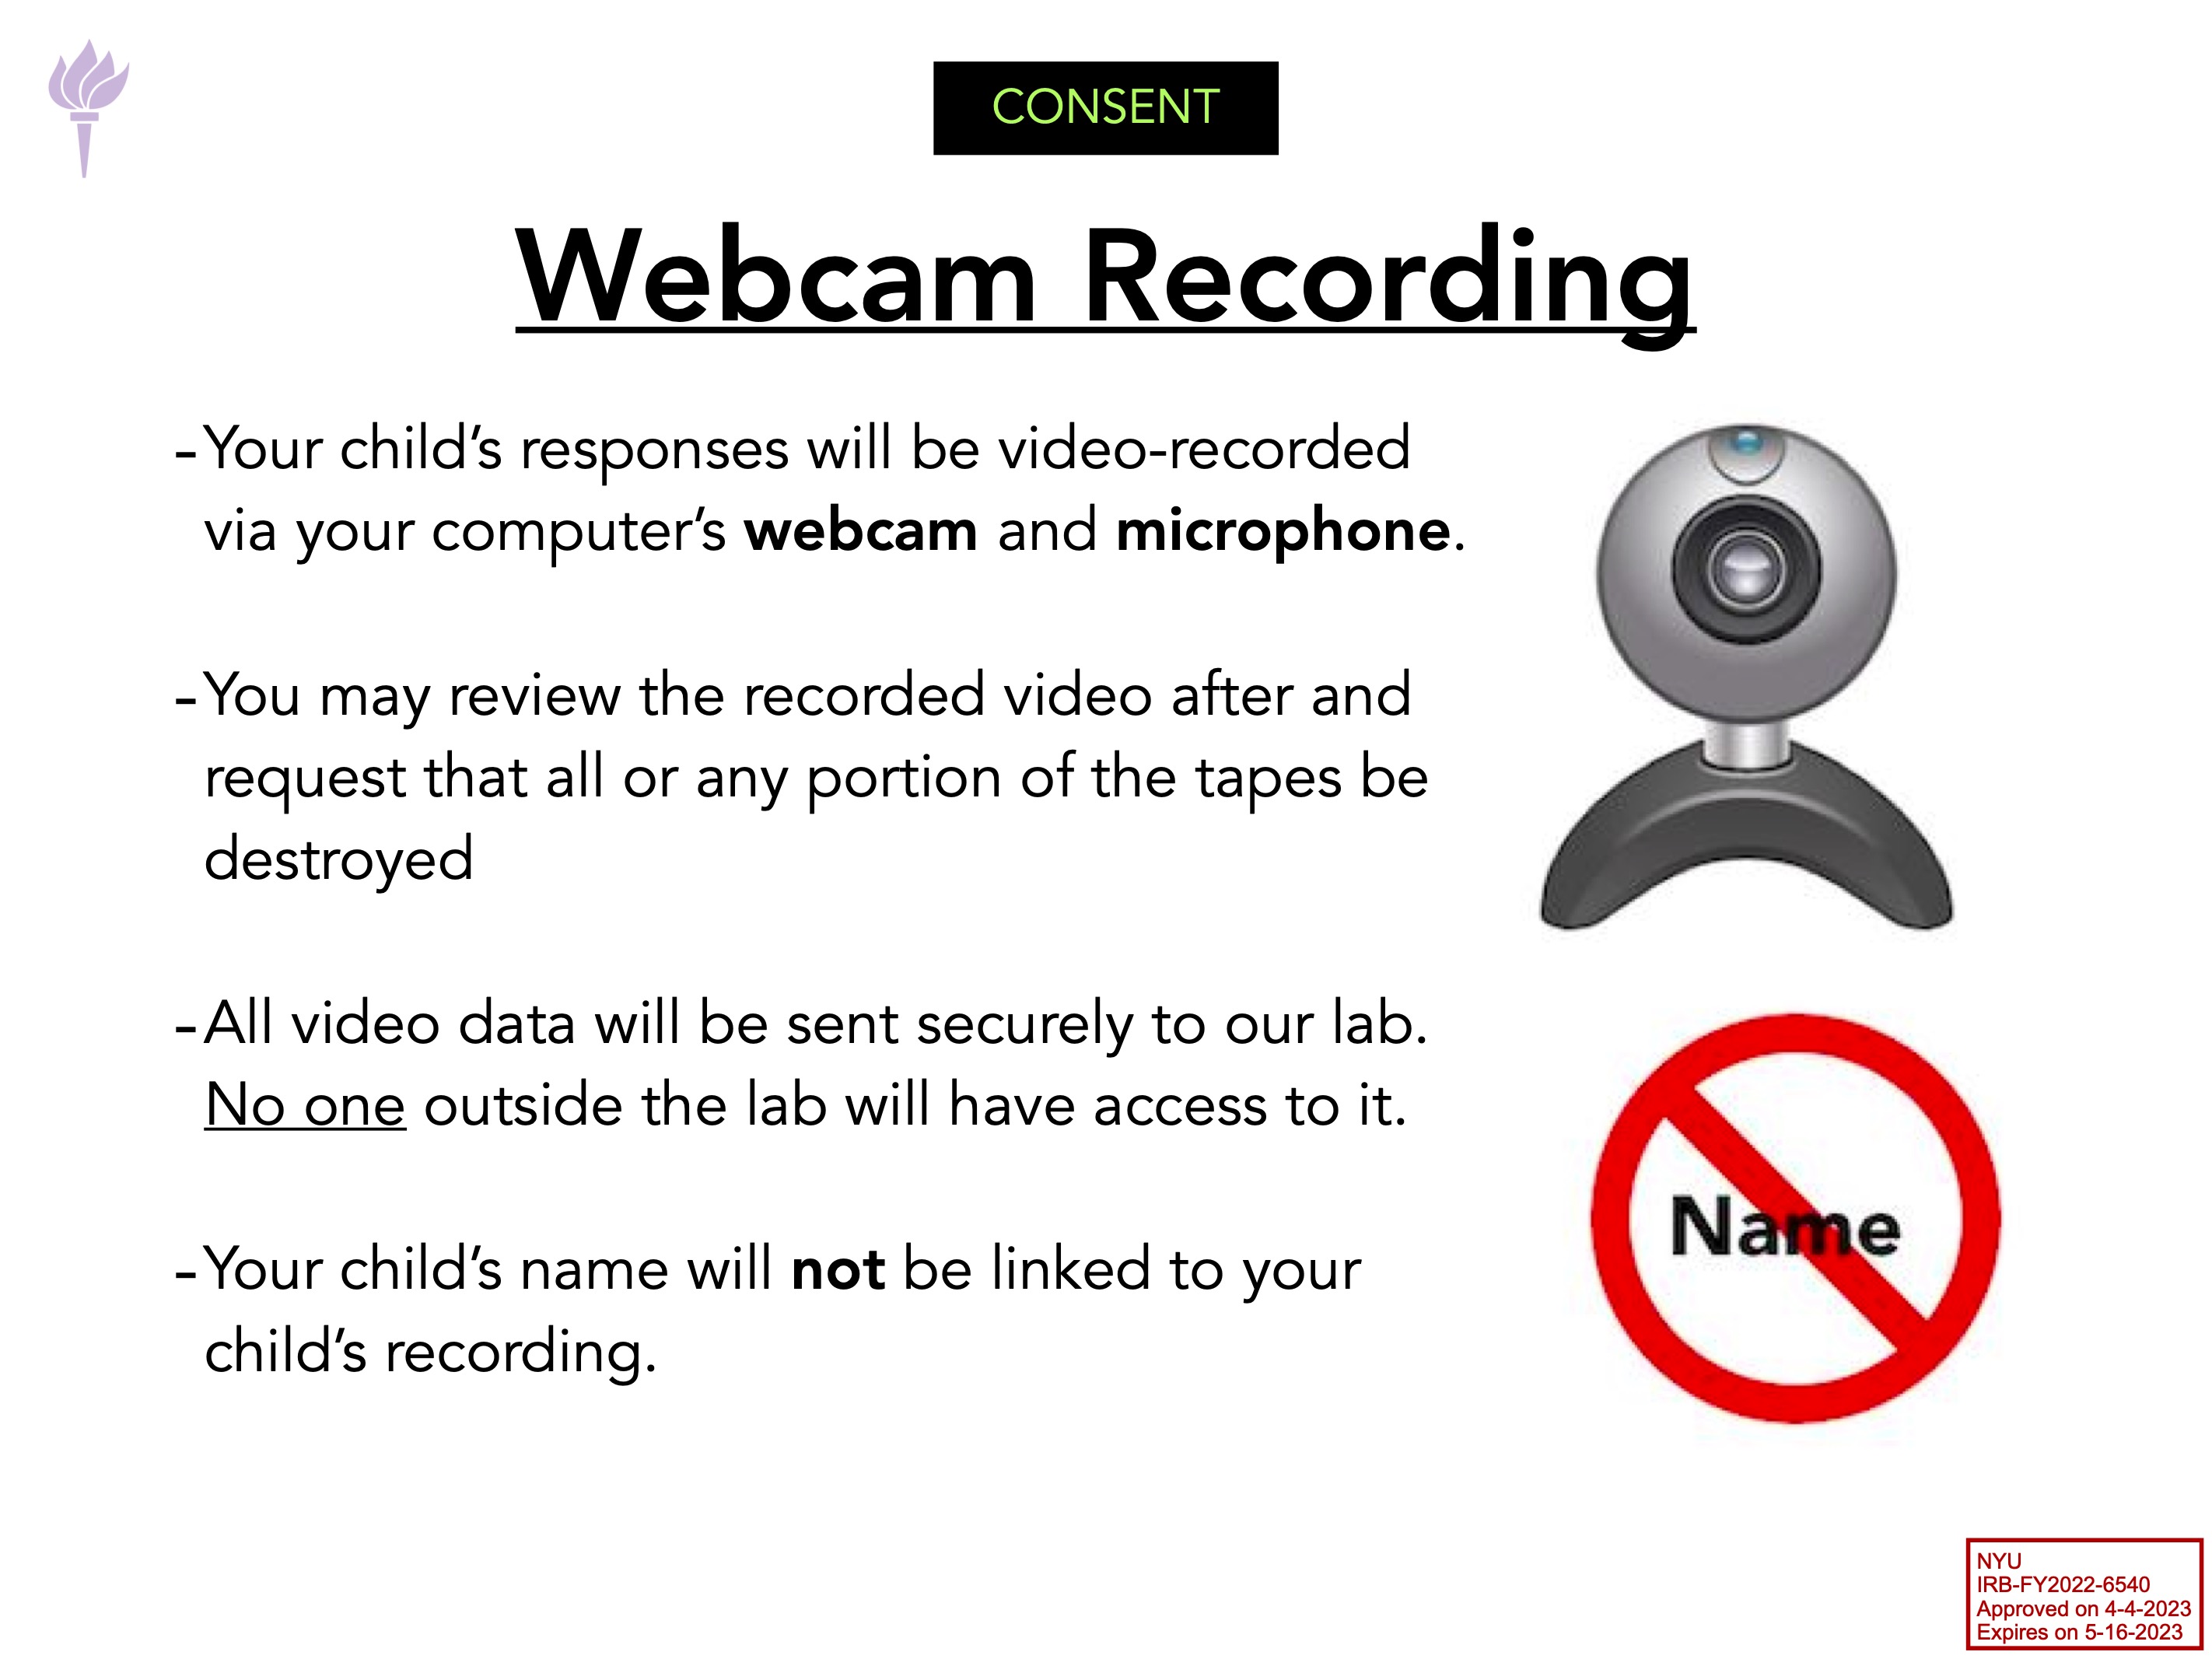 CONSENT
Webcam Recording
-Your child’s responses will be video-recorded
via your computer’s webcam and microphone.
-You may review the recorded video after and
request that all or any portion of the tapes be
destroyed
-All video data will be sent securely to our lab.
No one outside the lab will have access to it.
-Your child’s name will not be linked to your
child’s recording.
Name
NYU
IRB-FY2022-6540
Approved on 4-4-2023
Expires on 5-16-2023